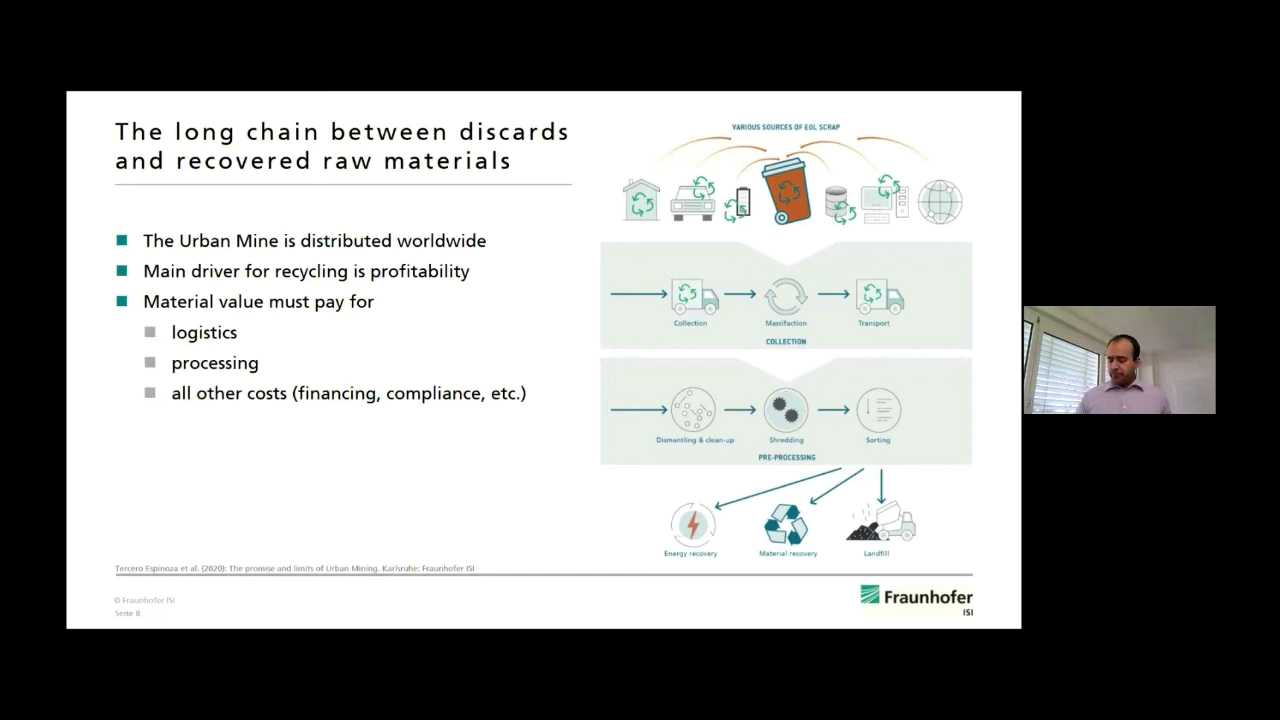 The long chain between discards
and recovered raw materials
The Urban Mine is distributed worldwide
Main driver for recycling is profitability
Material value must pay for
logistics
processing
all other costs (financing, compliance, etc.)
VARIOUS SOURCES OF EOL SCRAP
Collection
Massifaction
Transport
COLLECTION
Dismantling & clean-up
Shredding
Sorting
PRE-PROCESSING
Energy recovery
Material recovery
Landfill
Tercero Espinoza et al. (2020): The promise and limits of Urban Mining. Karlsruhe: Fraunhofer ISI
© Fraunhofer ISI
Seite 8
Fraunhofer
ISI